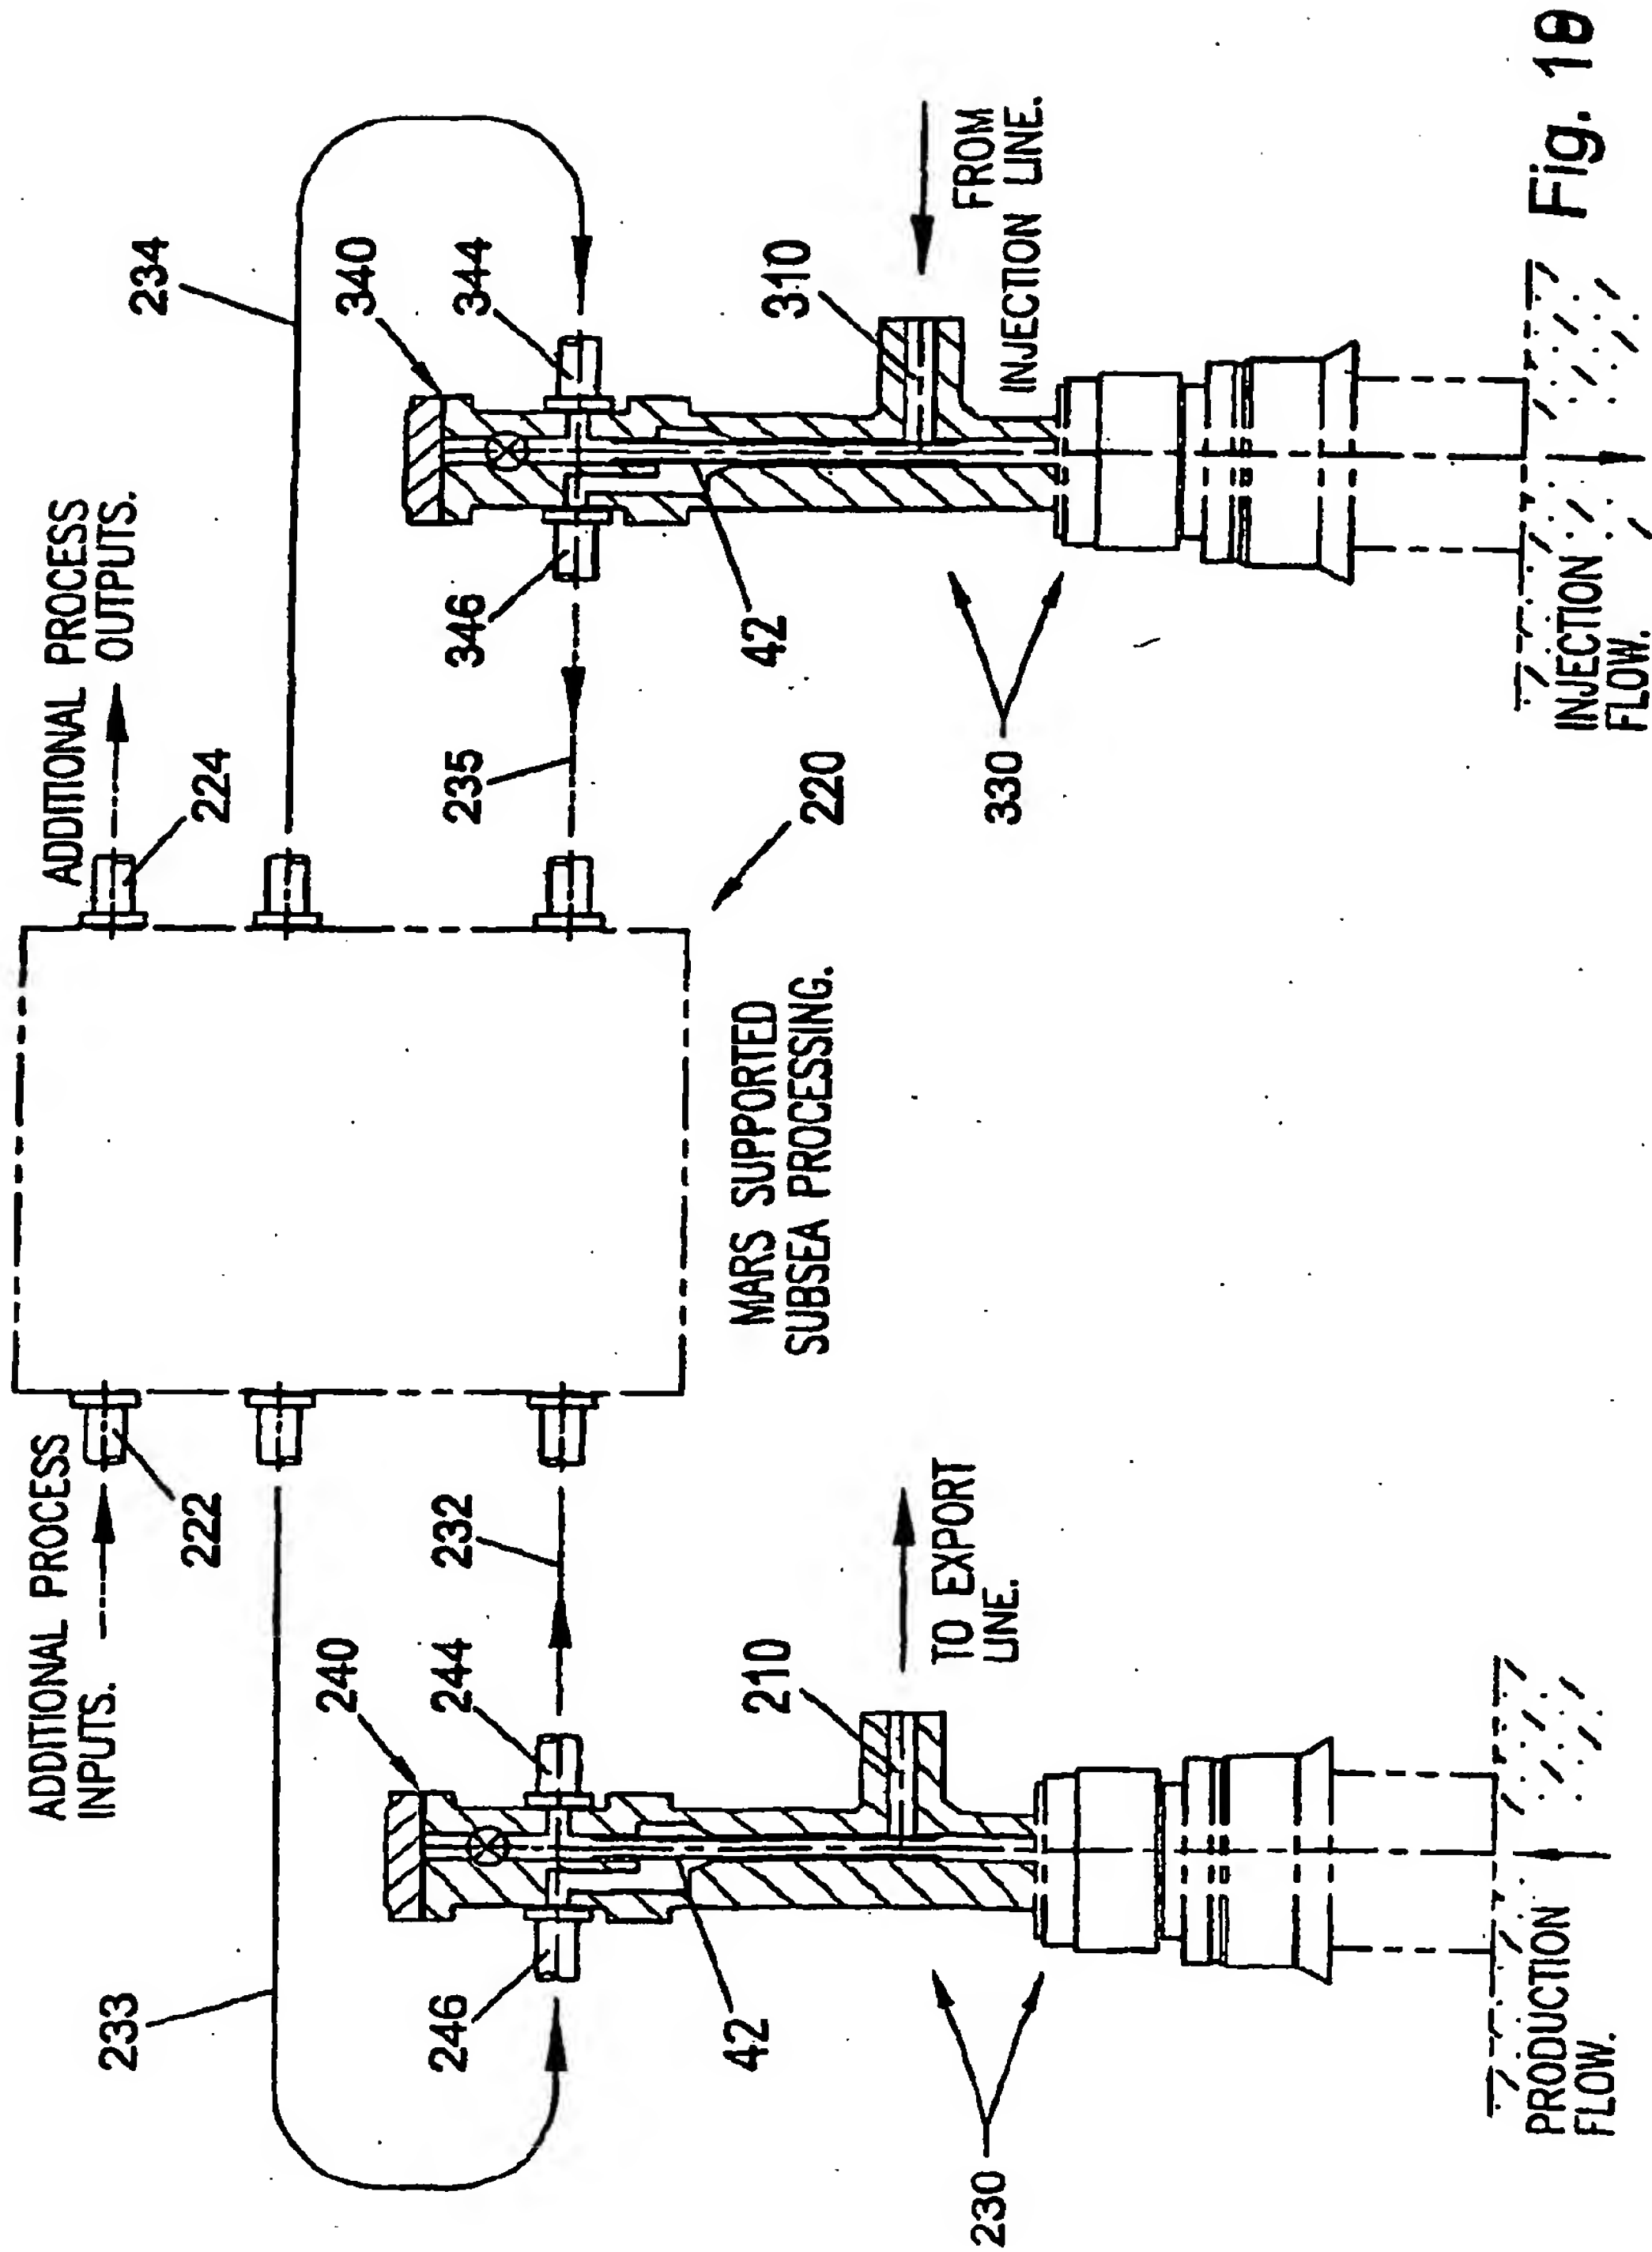 ADDITIONAL PROCESS
INPUTS.
222
233
240
244
232
246
42
210
TO EXPORT
LINE.
230
PRODUCTION
FLOW.
MARS SUPPORTED
SUBSEA PROCESSING.
220
ADDITIONAL PROCESS
OUTPUTS.
224
234
340
344
346
235
42
310
FROM
INJECTION LINE.
330
INJECTION
FLOW.
Fig. 19